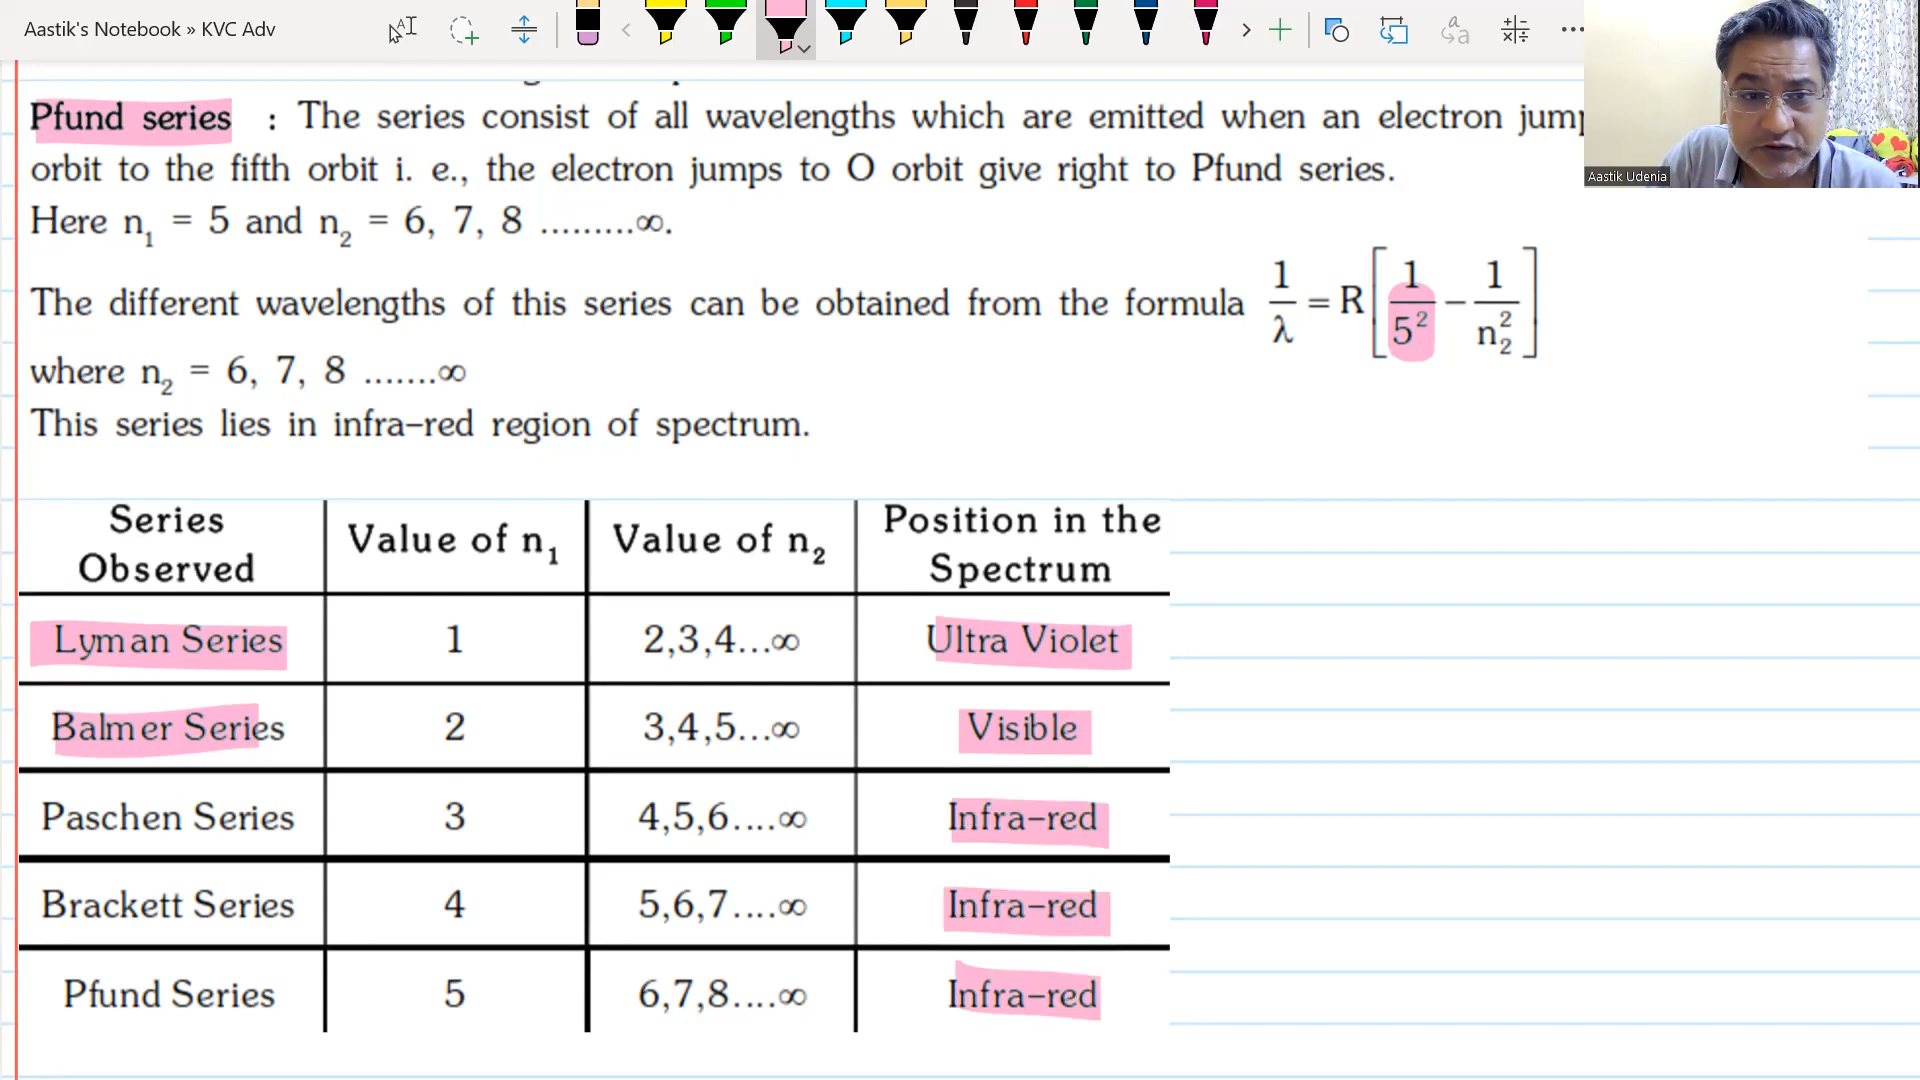 Aastik's Notebook » KVC Adv
Pfund series : The series consist of all wavelengths which are emitted when an electron
orbit to the fifth orbit i. e., the electron jumps to O orbit give right to Pfund series.
Here n₁ = 5 and n₂ = 6, 7, 8 .........∞.
The different wavelengths of this series can be obtained from the formula 1/λ = R[1/5² − 1/n₂²]
where n₂ = 6, 7, 8 .......∞
This series lies in infra-red region of spectrum.
Series Observed | Value of n₁ | Value of n₂ | Position in the Spectrum
Lyman Series | 1 | 2,3,4...∞ | Ultra Violet
Balmer Series | 2 | 3,4,5...∞ | Visible
Paschen Series | 3 | 4,5,6....∞ | Infra-red
Brackett Series | 4 | 5,6,7....∞ | Infra-red
Pfund Series | 5 | 6,7,8....∞ | Infra-red
Aastik Udenia